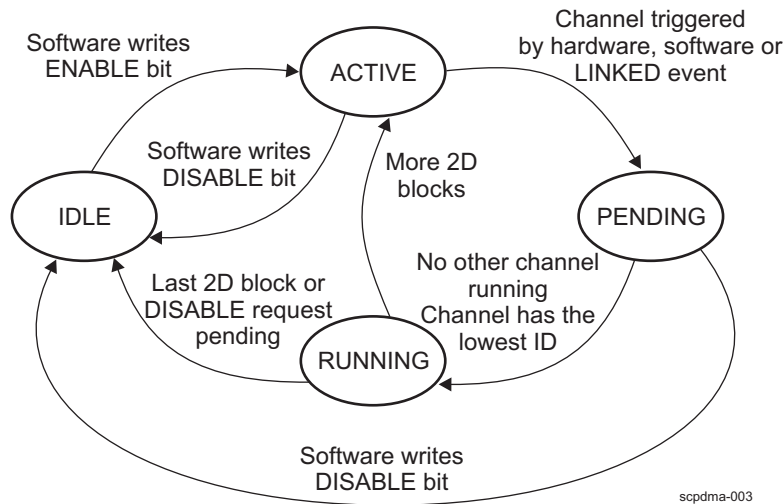 Software writes
ENABLE bit
ACTIVE
Channel triggered
by hardware, software or
LINKED event
Software writes
DISABLE bit
More 2D
blocks
IDLE
PENDING
Last 2D block or
DISABLE request
pending
No other channel
running
Channel has the
lowest ID
RUNNING
Software writes
DISABLE bit
scpdma-003